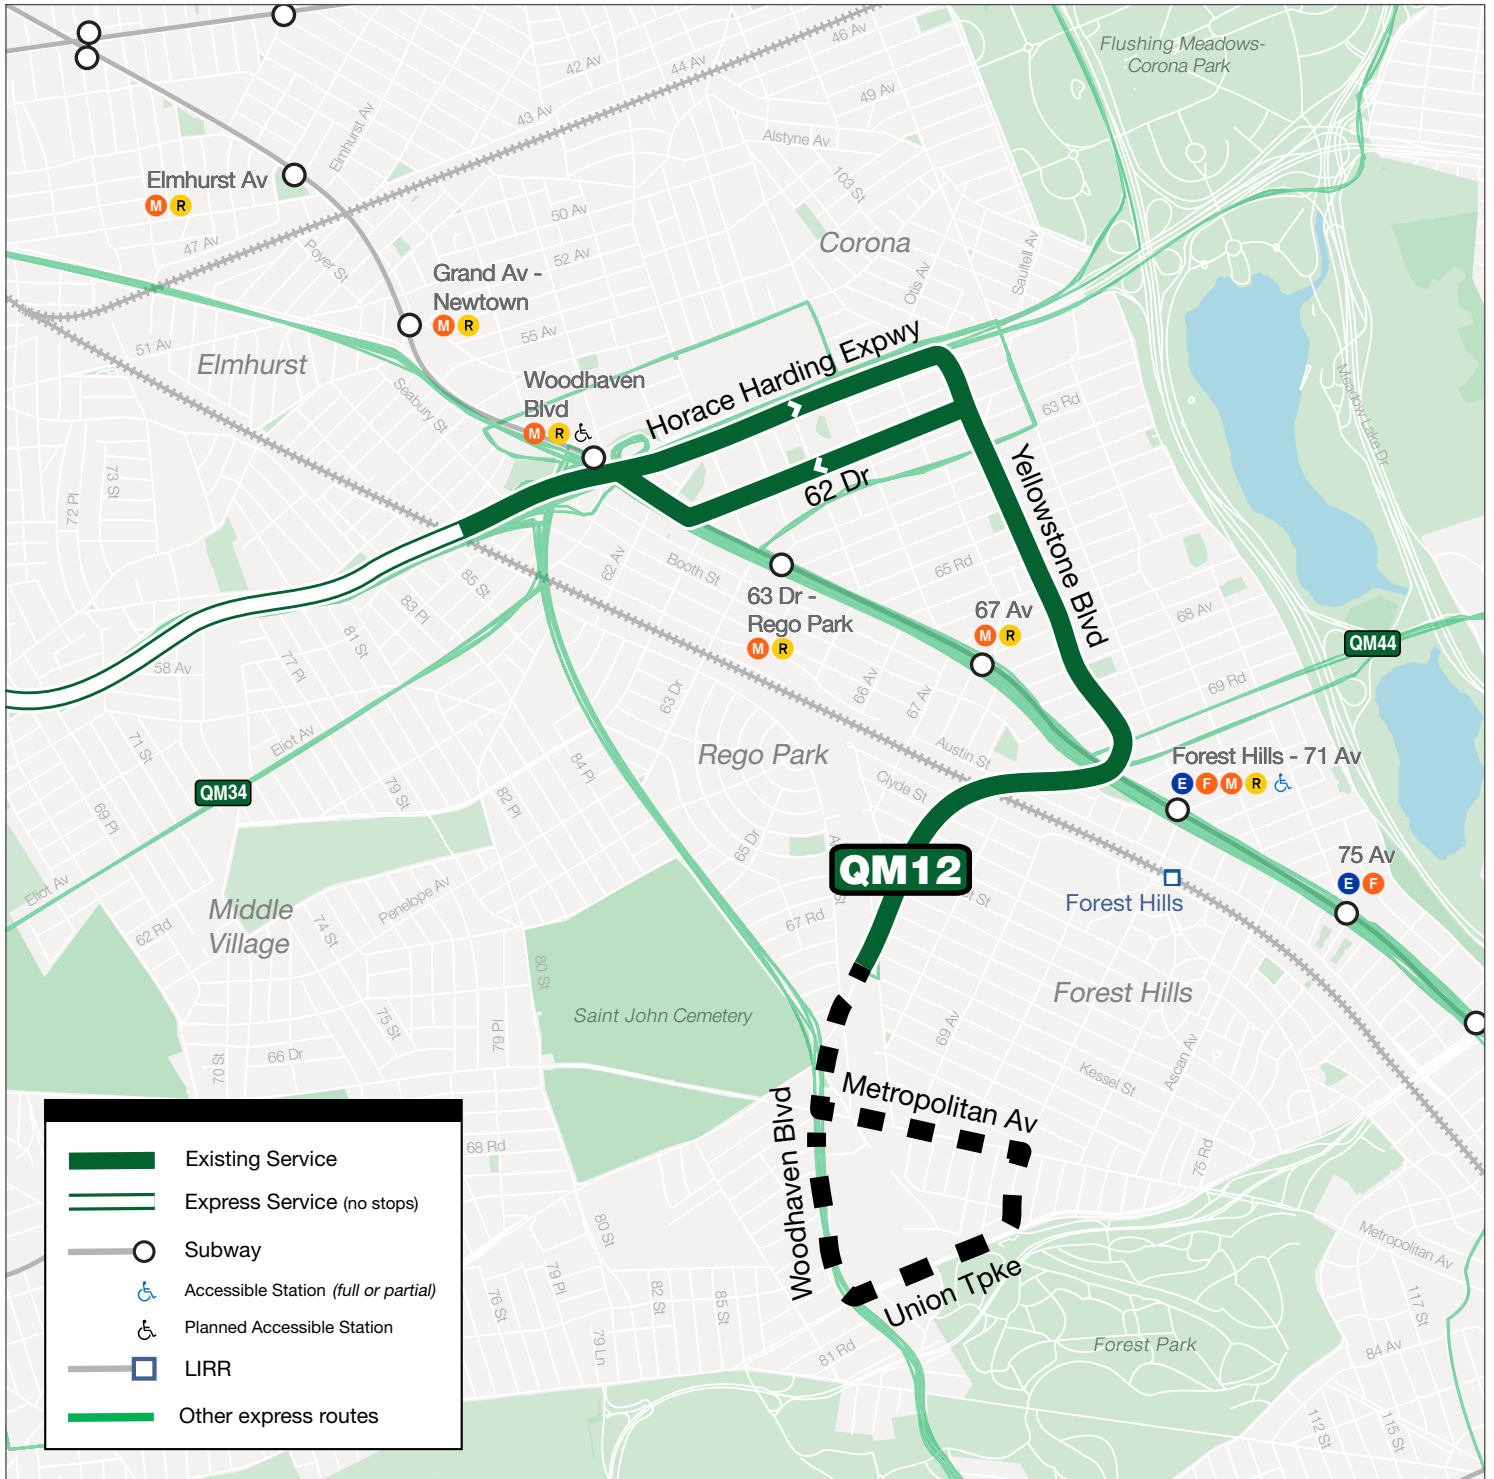 Flushing Meadows-
Corona Park
46 Av
42 Av
44 Av
49 Av
43 Av
Elmhurst Av
Alstyne Av
Elmhurst Av
M R
103 St
50 Av
47 Av
Poyer St
52 Av
Corona
Saultell Av
Otis Av
Grand Av -
Newtown
M R
55 Av
51 Av
Elmhurst
Seabury St
Woodhaven
Blvd
M R
Horace Harding Expwy
63 Rd
Meadow Lake Dr
73 St
72 Pl
62 Dr
Yellowstone Blvd
62 Av
Booth St
65 Rd
85 St
83 Pl
63 Dr -
Rego Park
M R
67 Av
M R
68 Av
81 St
77 Pl
58 Av
QM44
69 Rd
63 Dr
66 Av
67 Av
71 St
Eliot Av
84 Pl
Rego Park
Austin St
Clyde St
Forest Hills - 71 Av
E F M R
QM34
79 St
82 Pl
69 Pl
65 Dr
QM12
75 Av
E F
Eliot Av
Middle
Village
Penelope Av
74 St
62 Rd
67 Rd
Forest Hills
80 St
Forest Hills
Saint John Cemetery
75 St
79 Pl
66 Dr
70 St
69 Av
Ascan Av
Kessel St
Metropolitan Av
Woodhaven Blvd
68 Rd
75 Rd
Existing Service
Express Service (no stops)
Subway
Accessible Station (full or partial)
Planned Accessible Station
LIRR
Other express routes
80 St
79 Pl
76 St
82 St
85 St
79 Ln
Union Tpke
81 Rd
Metropolitan Av
117 St
Forest Park
84 Av
112 St
115 St